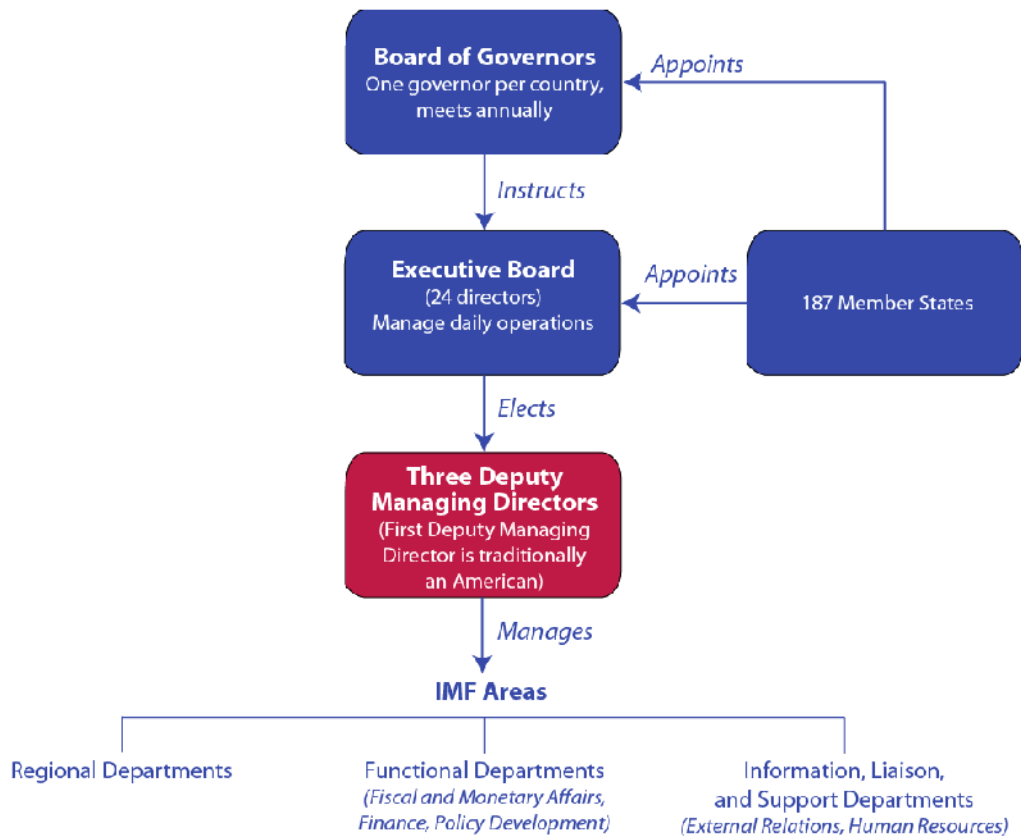 Board of Governors
One governor per country,
meets annually
Appoints
Instructs
Executive Board
(24 directors)
Manage daily operations
Appoints
187 Member States
Elects
Three Deputy
Managing Directors
(First Deputy Managing
Director is traditionally
an American)
Manages
IMF Areas
Regional Departments
Functional Departments
(Fiscal and Monetary Affairs,
Finance, Policy Development)
Information, Liaison,
and Support Departments
(External Relations, Human Resources)